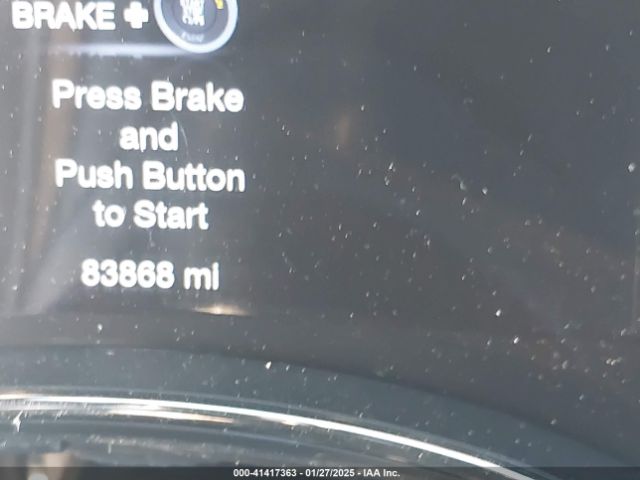 BRAKE +
Press Brake
and
Push Button
to Start
83868 mi
000-41417363 - 01/27/2025 - IAA Inc.